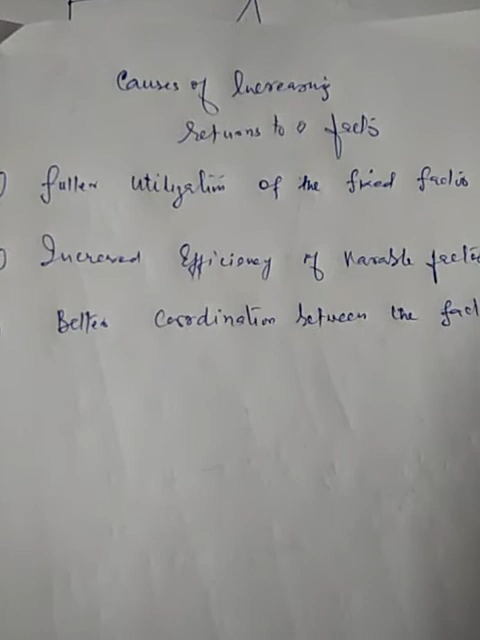 Causes of Increasing
Returns to a factor
Fuller Utilization of the fixed factor
Increased Efficiency of Variable facto
Better Coordination between the fact